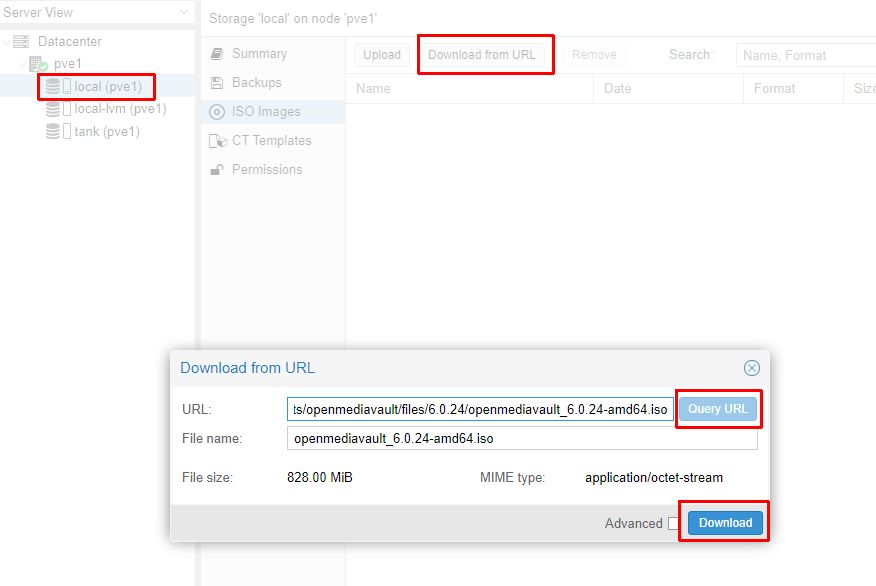 Server View
Storage 'local' on node 'pve1'
Datacenter
pve1
local (pve1)
local-lvm (pve1)
tank (pve1)
Summary
Backups
ISO Images
CT Templates
Permissions
Upload Download from URL Remove Search: Name, Format
Name Date Format Size
Download from URL
URL: ts/openmediavault/files/6.0.24/openmediavault_6.0.24-amd64.iso Query URL
File name: openmediavault_6.0.24-amd64.iso
File size: 828.00 MiB MIME type: application/octet-stream
Advanced Download